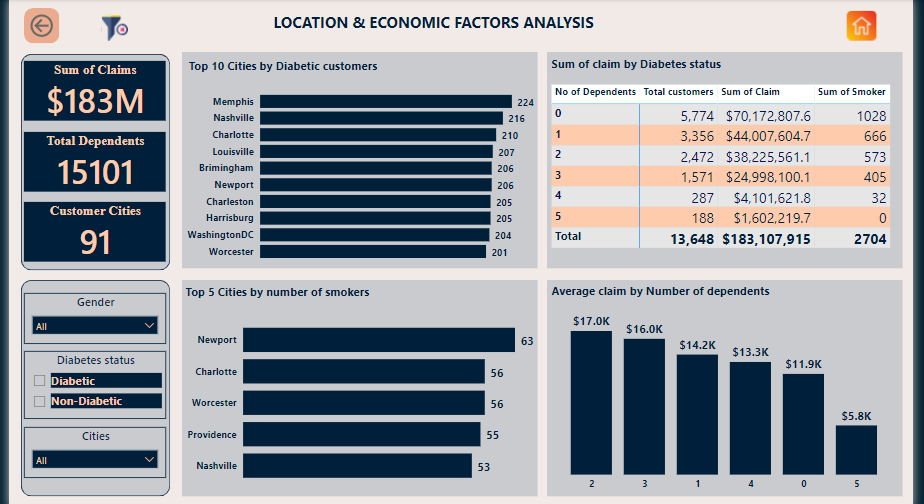 LOCATION & ECONOMIC FACTORS ANALYSIS
Sum of Claims
$183M
Total Dependents
15101
Customer Cities
91
Gender
All
Diabetes status
Diabetic
Non-Diabetic
Cities
All
Top 10 Cities by Diabetic customers
Memphis 224
Nashville 216
Charlotte 210
Louisville 207
Brimingham 206
Newport 206
Charleston 205
Harrisburg 205
WashingtonDC 204
Worcester 201
Sum of claim by Diabetes status
No of Dependents Total customers Sum of Claim Sum of Smoker
0 5,774 $70,172,807.6 1028
1 3,356 $44,007,604.7 666
2 2,472 $38,225,561.1 573
3 1,571 $24,998,100.1 405
4 287 $4,101,621.8 32
5 188 $1,602,219.7 0
Total 13,648 $183,107,915 2704
Top 5 Cities by number of smokers
Newport 63
Charlotte 56
Worcester 56
Providence 55
Nashville 53
Average claim by Number of dependents
$17.0K $16.0K $14.2K $13.3K $11.9K $5.8K
2 3 1 4 0 5